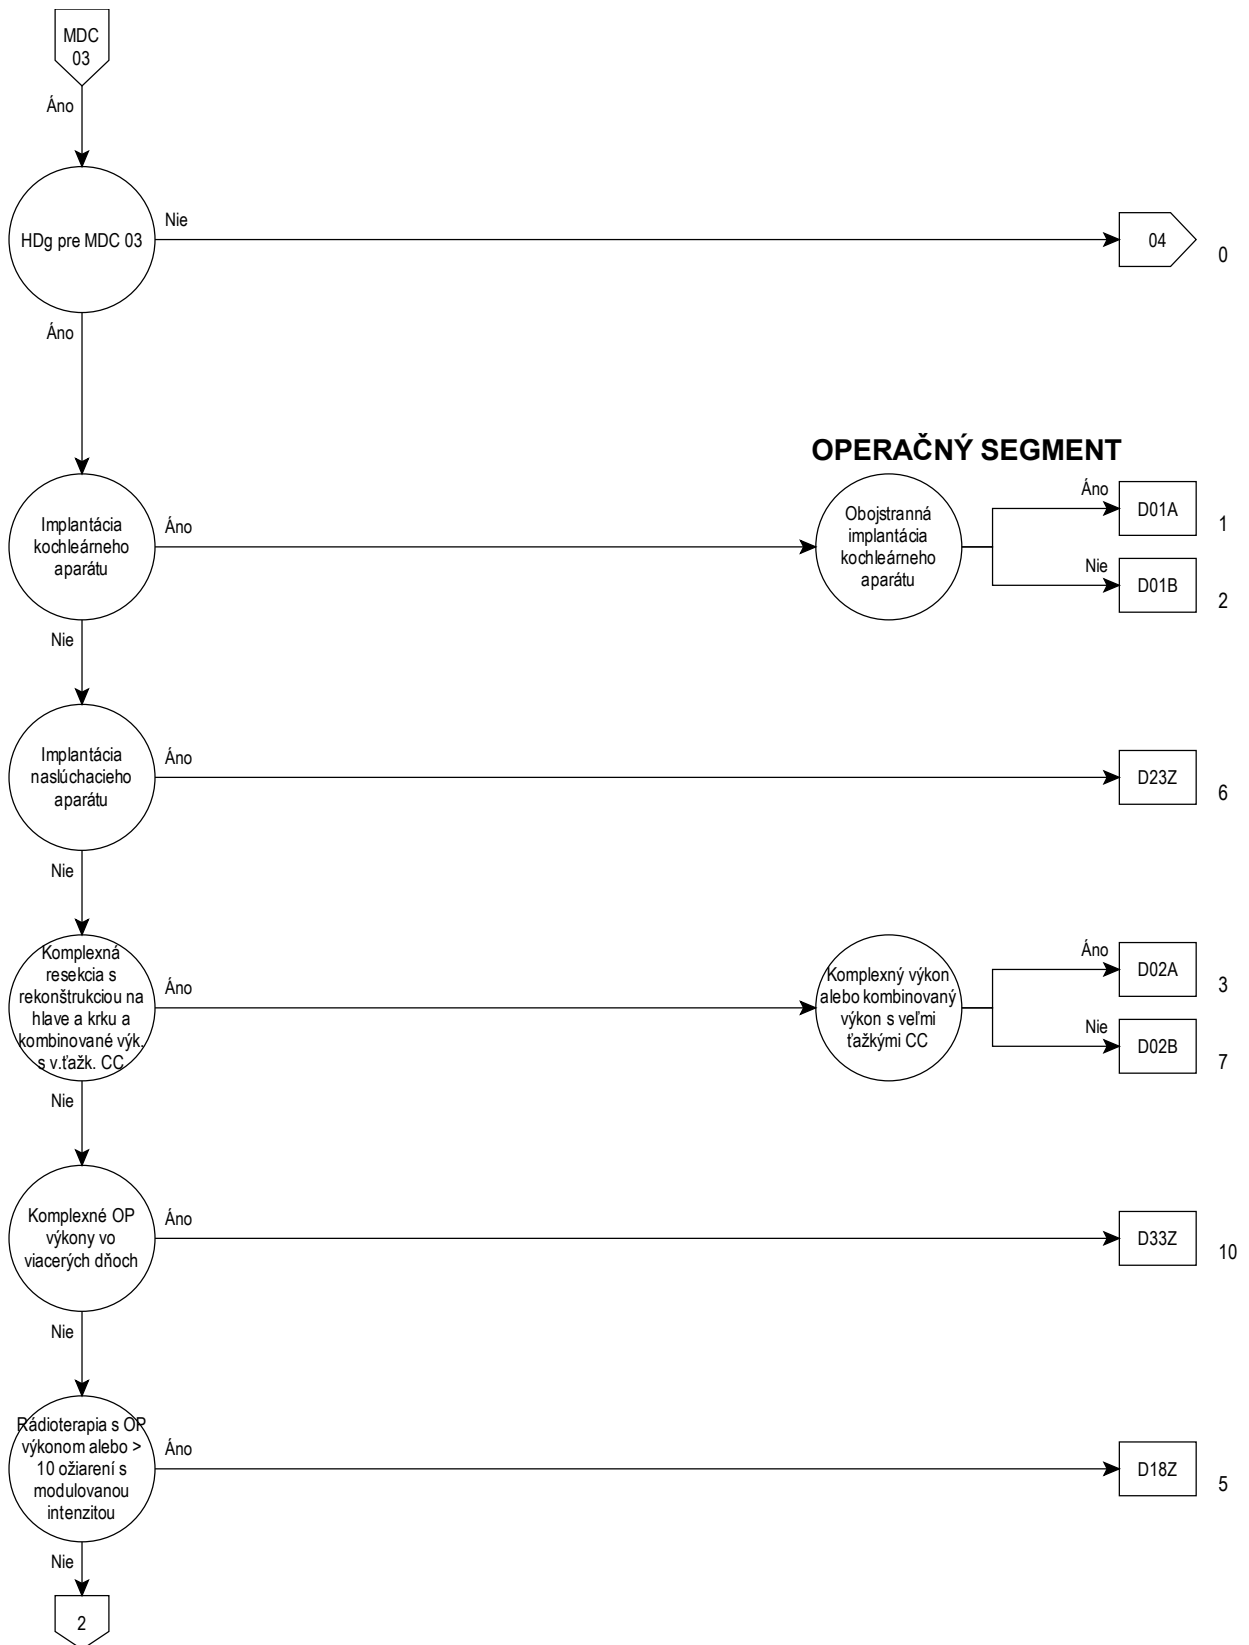 MDC
03
Áno
HDg pre MDC 03
Nie
04
0
Áno
OPERAČNÝ SEGMENT
Implantácia
kochleárneho
aparátu
Áno
Obojstranná
implantácia
kochleárneho
aparátu
Áno
D01A
1
Nie
D01B
2
Nie
Implantácia
naslúchacieho
aparátu
Áno
D23Z
6
Nie
Komplexná
resekcia s
rekonštrukciou na
hlave a krku a
kombinované výk.
s v.ťažk. CC
Áno
Komplexný výkon
alebo kombinovaný
výkon s veľmi
ťažkými CC
Áno
D02A
3
Nie
D02B
7
Nie
Komplexné OP
výkony vo
viacerých dňoch
Áno
D33Z
10
Nie
Rádioterapia s OP
výkonom alebo >
10 ožiarení s
modulovanou
intenzitou
Áno
D18Z
5
Nie
2